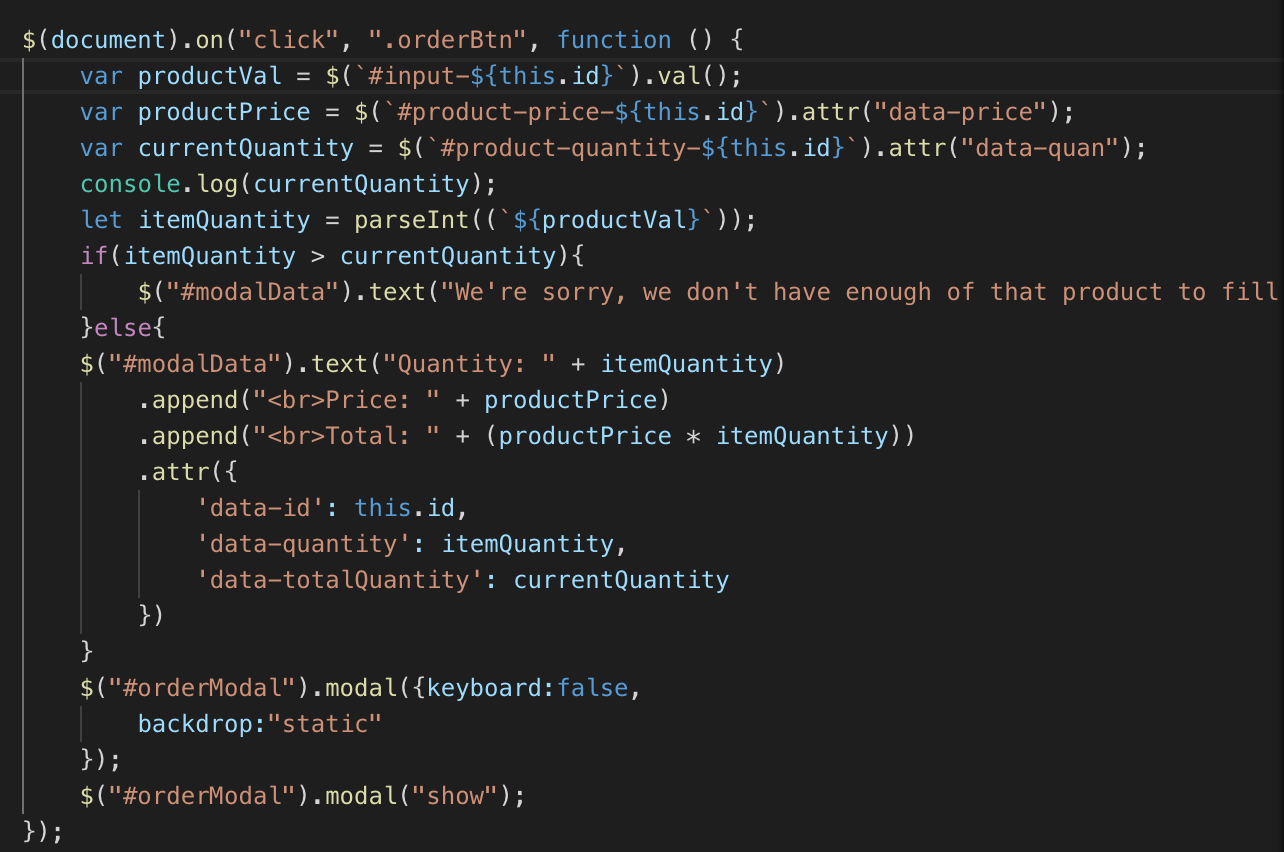 $(document).on("click", ".orderBtn", function () {
    var productVal = $(`#input-${this.id}`).val();
    var productPrice = $(`#product-price-${this.id}`).attr("data-price");
    var currentQuantity = $(`#product-quantity-${this.id}`).attr("data-quan");
    console.log(currentQuantity);
    let itemQuantity = parseInt((`${productVal}`));
    if(itemQuantity > currentQuantity){
        $("#modalData").text("We're sorry, we don't have enough of that product to fill
    }else{
    $("#modalData").text("Quantity: " + itemQuantity)
        .append("<br>Price: " + productPrice)
        .append("<br>Total: " + (productPrice * itemQuantity))
        .attr({
            'data-id': this.id,
            'data-quantity': itemQuantity,
            'data-totalQuantity': currentQuantity
        })
    }
    $("#orderModal").modal({keyboard:false,
        backdrop:"static"
    });
    $("#orderModal").modal("show");
});